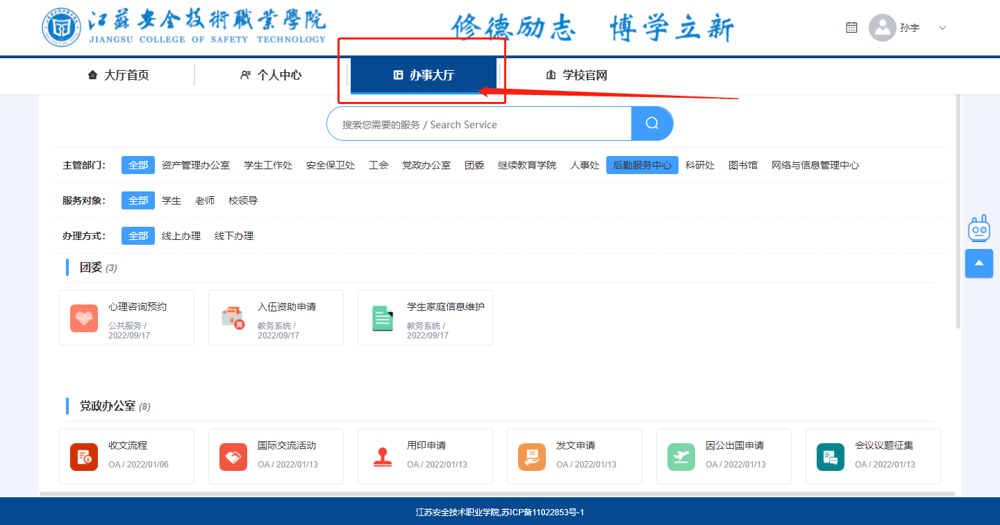 江蘇安全技術職業學院
JIANGSU COLLEGE OF SAFETY TECHNOLOGY
修德励志 博学立新
孙宇
大厅首页 个人中心 办事大厅 学校官网
搜索您需要的服务 / Search Service
主管部门： 全部 资产管理办公室 学生工作处 安全保卫处 工会 党政办公室 团委 继续教育学院 人事处 后勤服务中心 科研处 图书馆 网络与信息管理中心
服务对象： 全部 学生 老师 校领导
办理方式： 全部 线上办理 线下办理
团委 (3)
心理咨询预约
公共服务 /
2022/09/17
入伍资助申请
教务系统 /
2022/09/17
学生家庭信息维护
教务系统 /
2022/09/17
党政办公室 (8)
收文流程
OA / 2022/01/06
国际交流活动
OA / 2022/01/13
用印申请
OA / 2022/01/13
发文申请
OA / 2022/01/13
因公出国申请
OA / 2022/01/13
会议议题征集
OA / 2022/01/13
江苏安全技术职业学院,苏ICP备11022853号-1